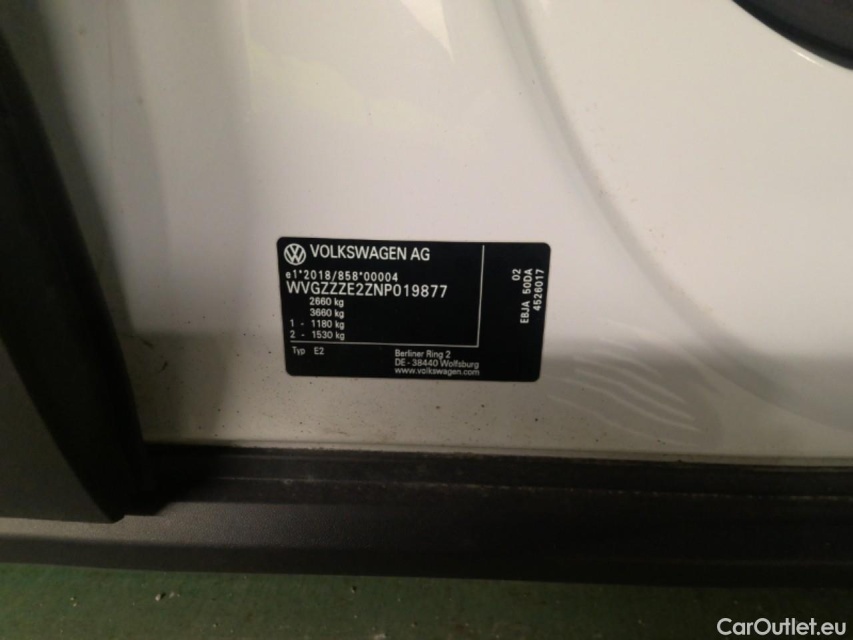 VOLKSWAGEN AG
e1*2018/858*00004
WVGZZZE2ZNP019877
2660 kg
3660 kg
1 - 1180 kg
2 - 1530 kg
Typ E2
Berliner Ring 2
DE - 38440 Wolfsburg
www.volkswagen.com
02
EBJA 50DA
4526017
CarOutlet.eu